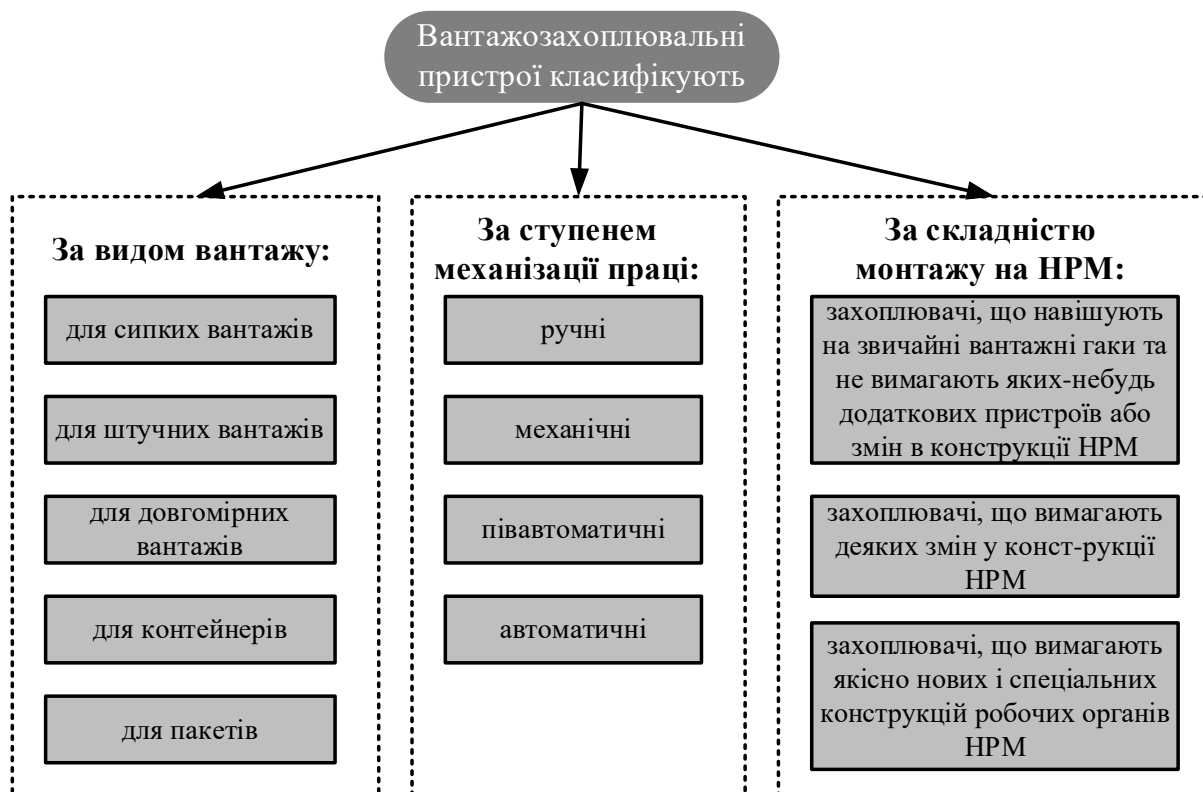 Вантажозахоплювальні
пристрої класифікують
За видом вантажу:
для сипких вантажів
для штучних вантажів
для довгомірних
вантажів
для контейнерів
для пакетів
За ступенем
механізації праці:
ручні
механічні
півавтоматичні
автоматичні
За складністю
монтажу на НРМ:
захоплювачі, що навішують
на звичайні вантажні гаки та
не вимагають яких-небудь
додаткових пристроїв або
змін в конструкції НРМ
захоплювачі, що вимагають
деяких змін у конст-рукції
НРМ
захоплювачі, що вимагають
якісно нових і спеціальних
конструкцій робочих органів
НРМ